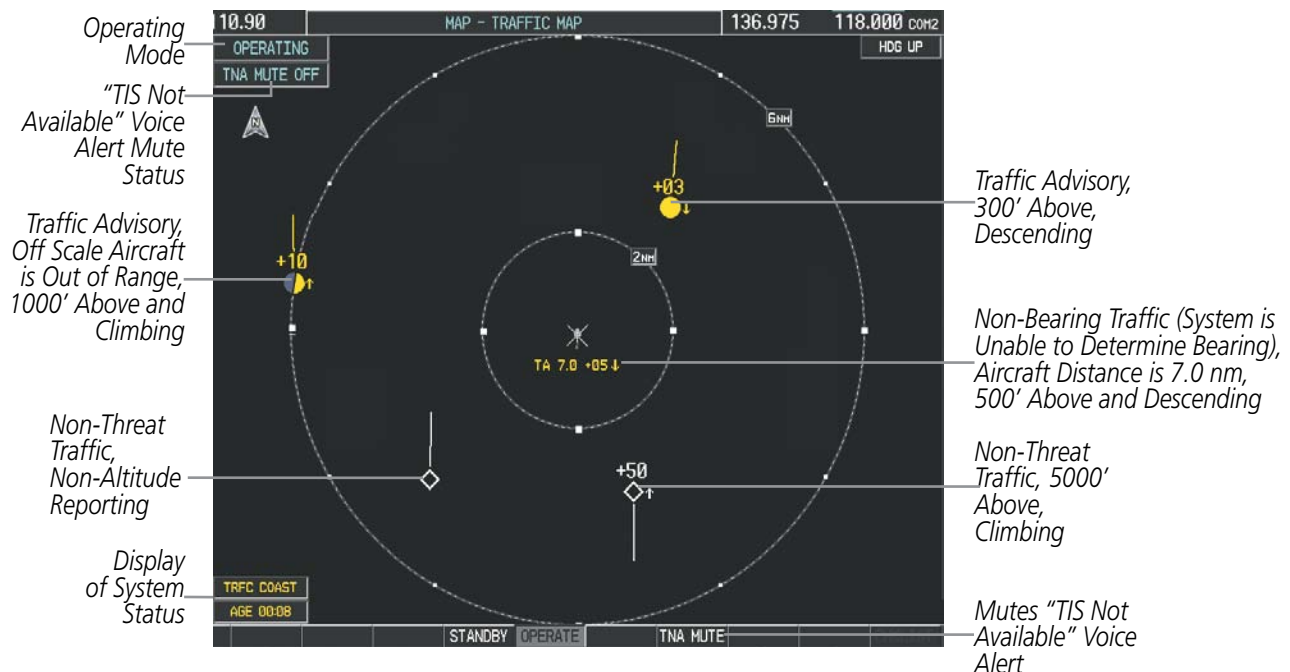 110.90 MAP - TRAFFIC MAP 136.975 118.000 COM2
Operating
Mode
OPERATING
HDG UP
TNA MUTE OFF
“TIS Not
Available” Voice
Alert Mute
Status
N
6NM
+03
Traffic Advisory,
300’ Above,
Descending
Traffic Advisory,
Off Scale Aircraft
is Out of Range,
1000’ Above and
Climbing
+10
2NM
TA 7.0 +05↓
Non-Bearing Traffic (System is
Unable to Determine Bearing),
Aircraft Distance is 7.0 nm,
500’ Above and Descending
Non-Threat
Traffic,
Non-Altitude
Reporting
+50
Non-Threat
Traffic, 5000’
Above,
Climbing
Display
of System
Status
TRFC COAST
AGE 00:08
STANDBY OPERATE TNA MUTE
Mutes “TIS Not
Available” Voice
Alert